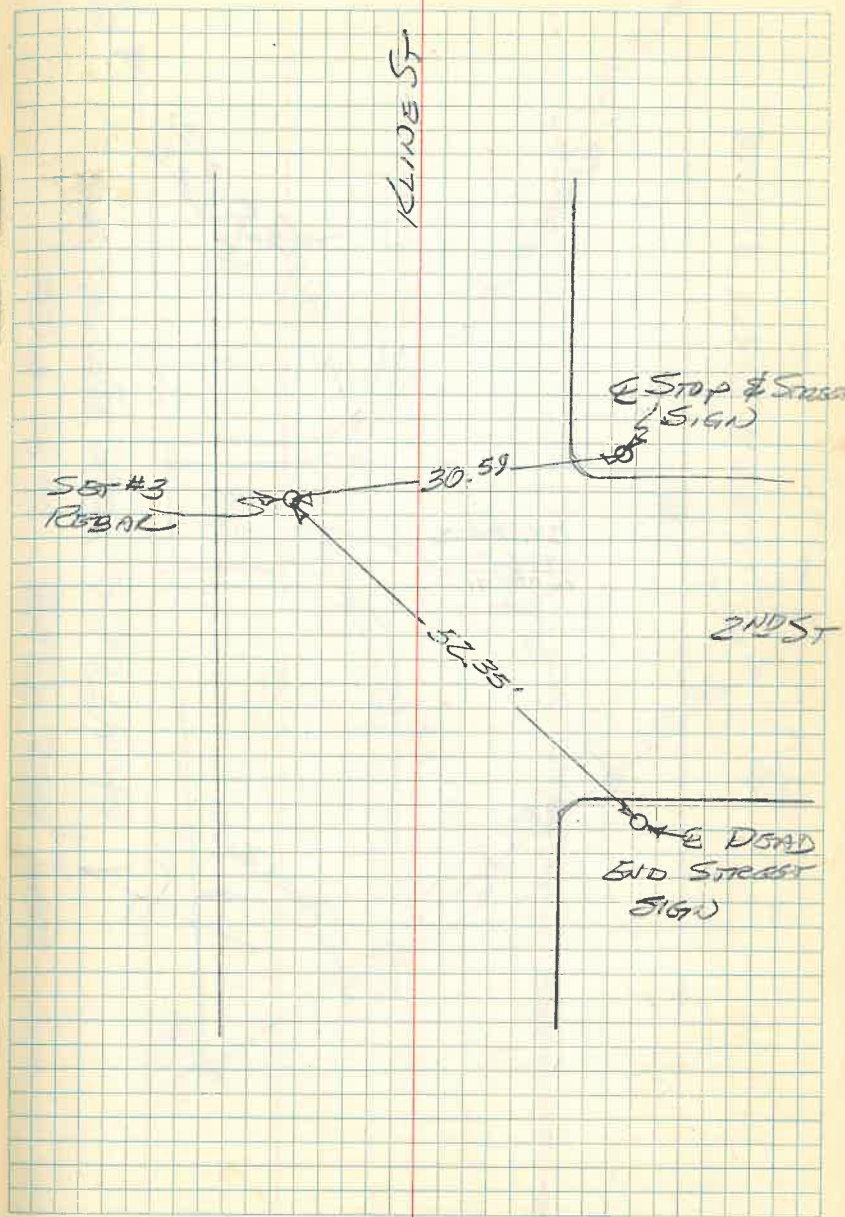 KLINE ST
℄ STOP & STREET
SIGN
30.59
SET #3
REBAR
2ND ST
52.35
℄ DEAD
END STREET
SIGN